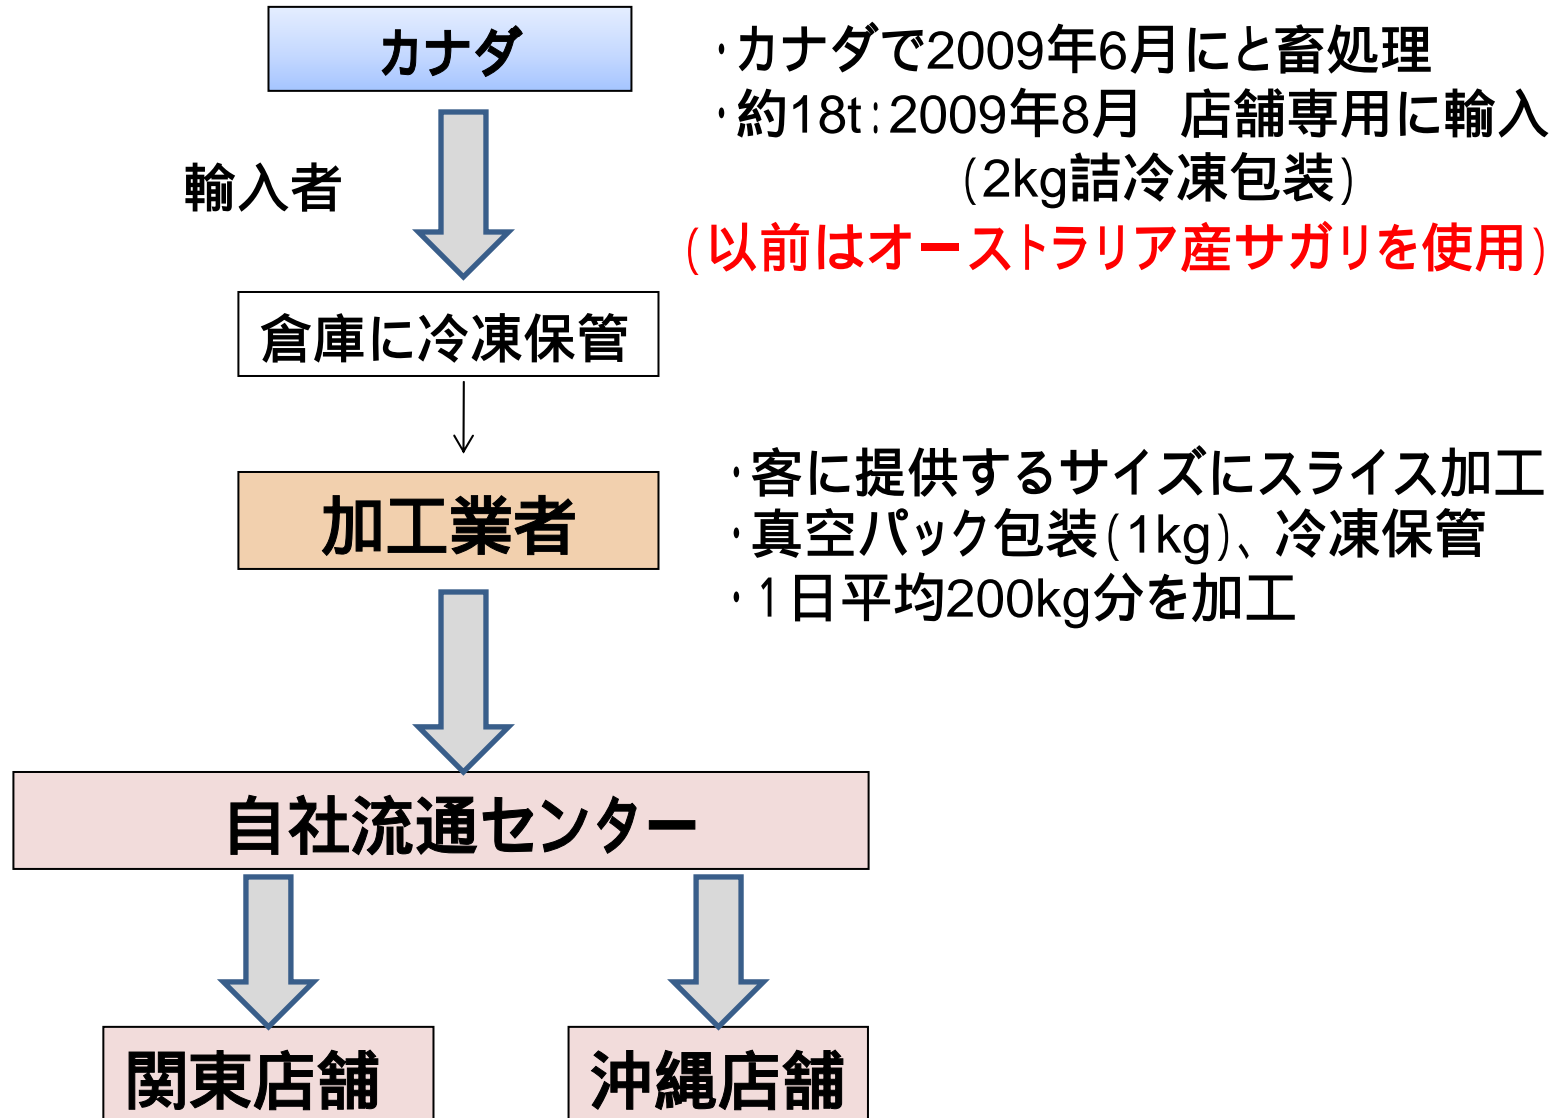 カナダ
・カナダで2009年6月にと畜処理
・約18t:2009年8月　店舗専用に輸入
(2kg詰冷凍包装)
輸入者
(以前はオーストラリア産サガリを使用)
倉庫に冷凍保管
加工業者
・客に提供するサイズにスライス加工
・真空パック包装(1kg)、冷凍保管
・1日平均200kg分を加工
自社流通センター
関東店舗
沖縄店舗